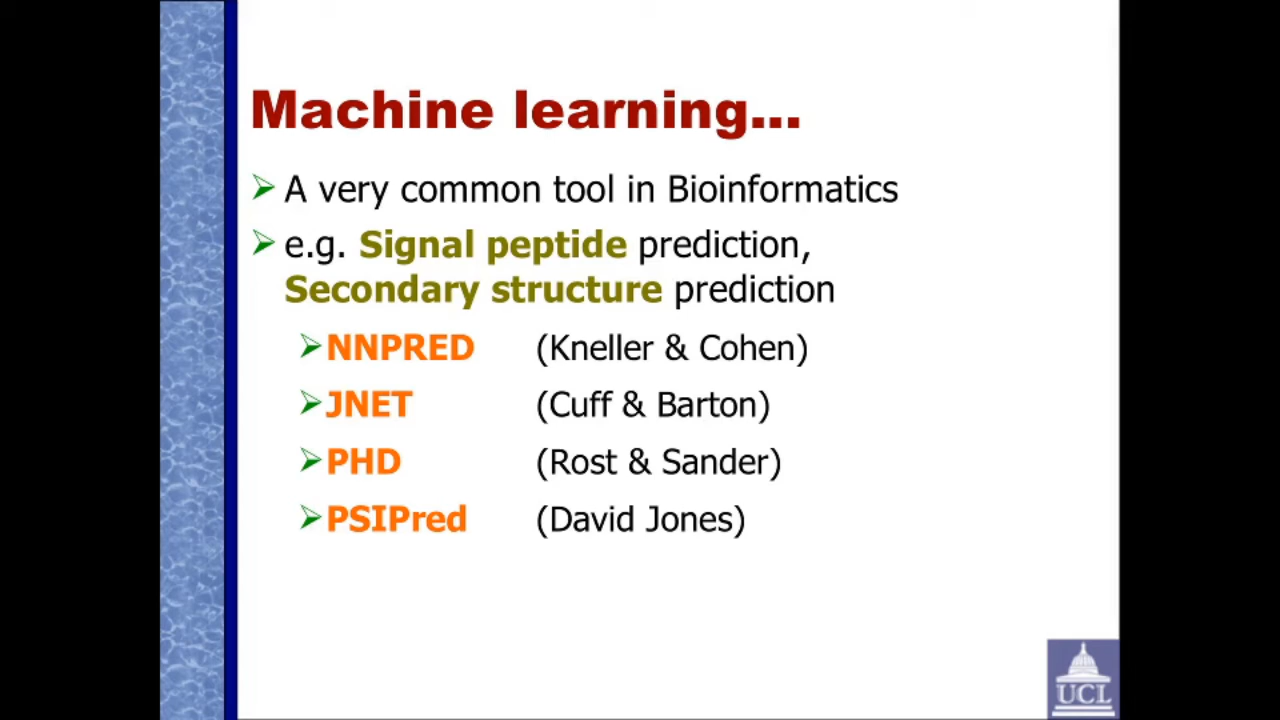 Machine learning...
A very common tool in Bioinformatics
e.g. Signal peptide prediction,
Secondary structure prediction
NNPRED (Kneller & Cohen)
JNET (Cuff & Barton)
PHD (Rost & Sander)
PSIPred (David Jones)
UCL